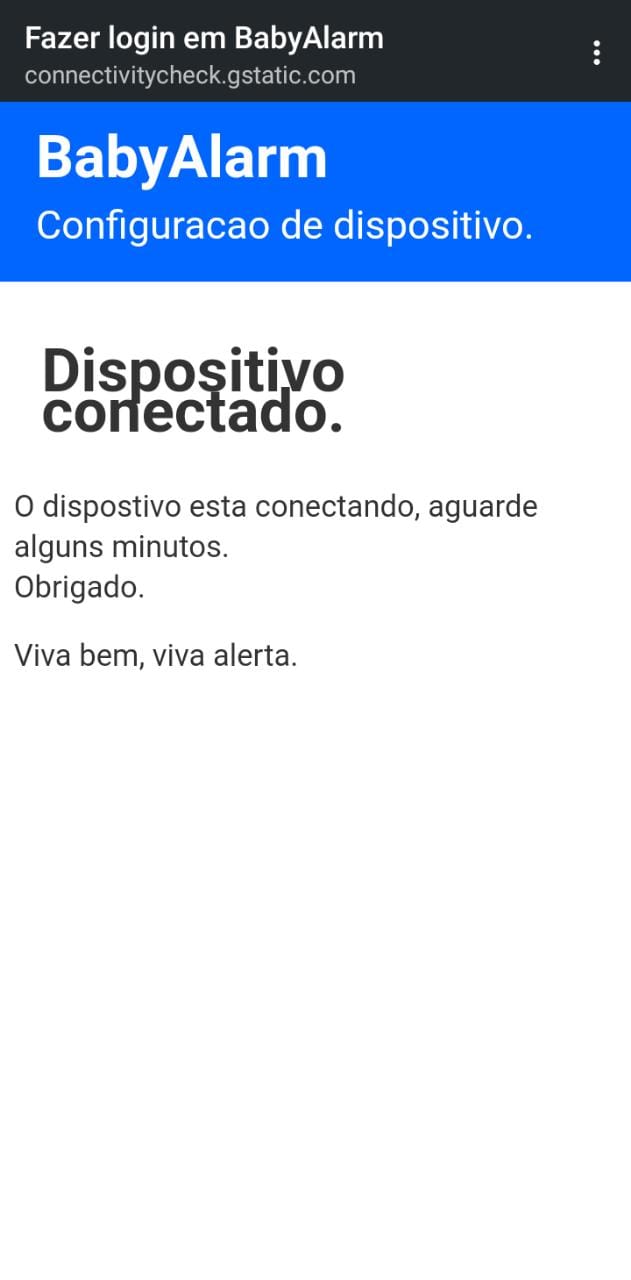 Fazer login em BabyAlarm
connectivitycheck.gstatic.com
BabyAlarm
Configuracao de dispositivo.
Dispositivo
conectado.
O dispostivo esta conectando, aguarde
alguns minutos.
Obrigado.
Viva bem, viva alerta.